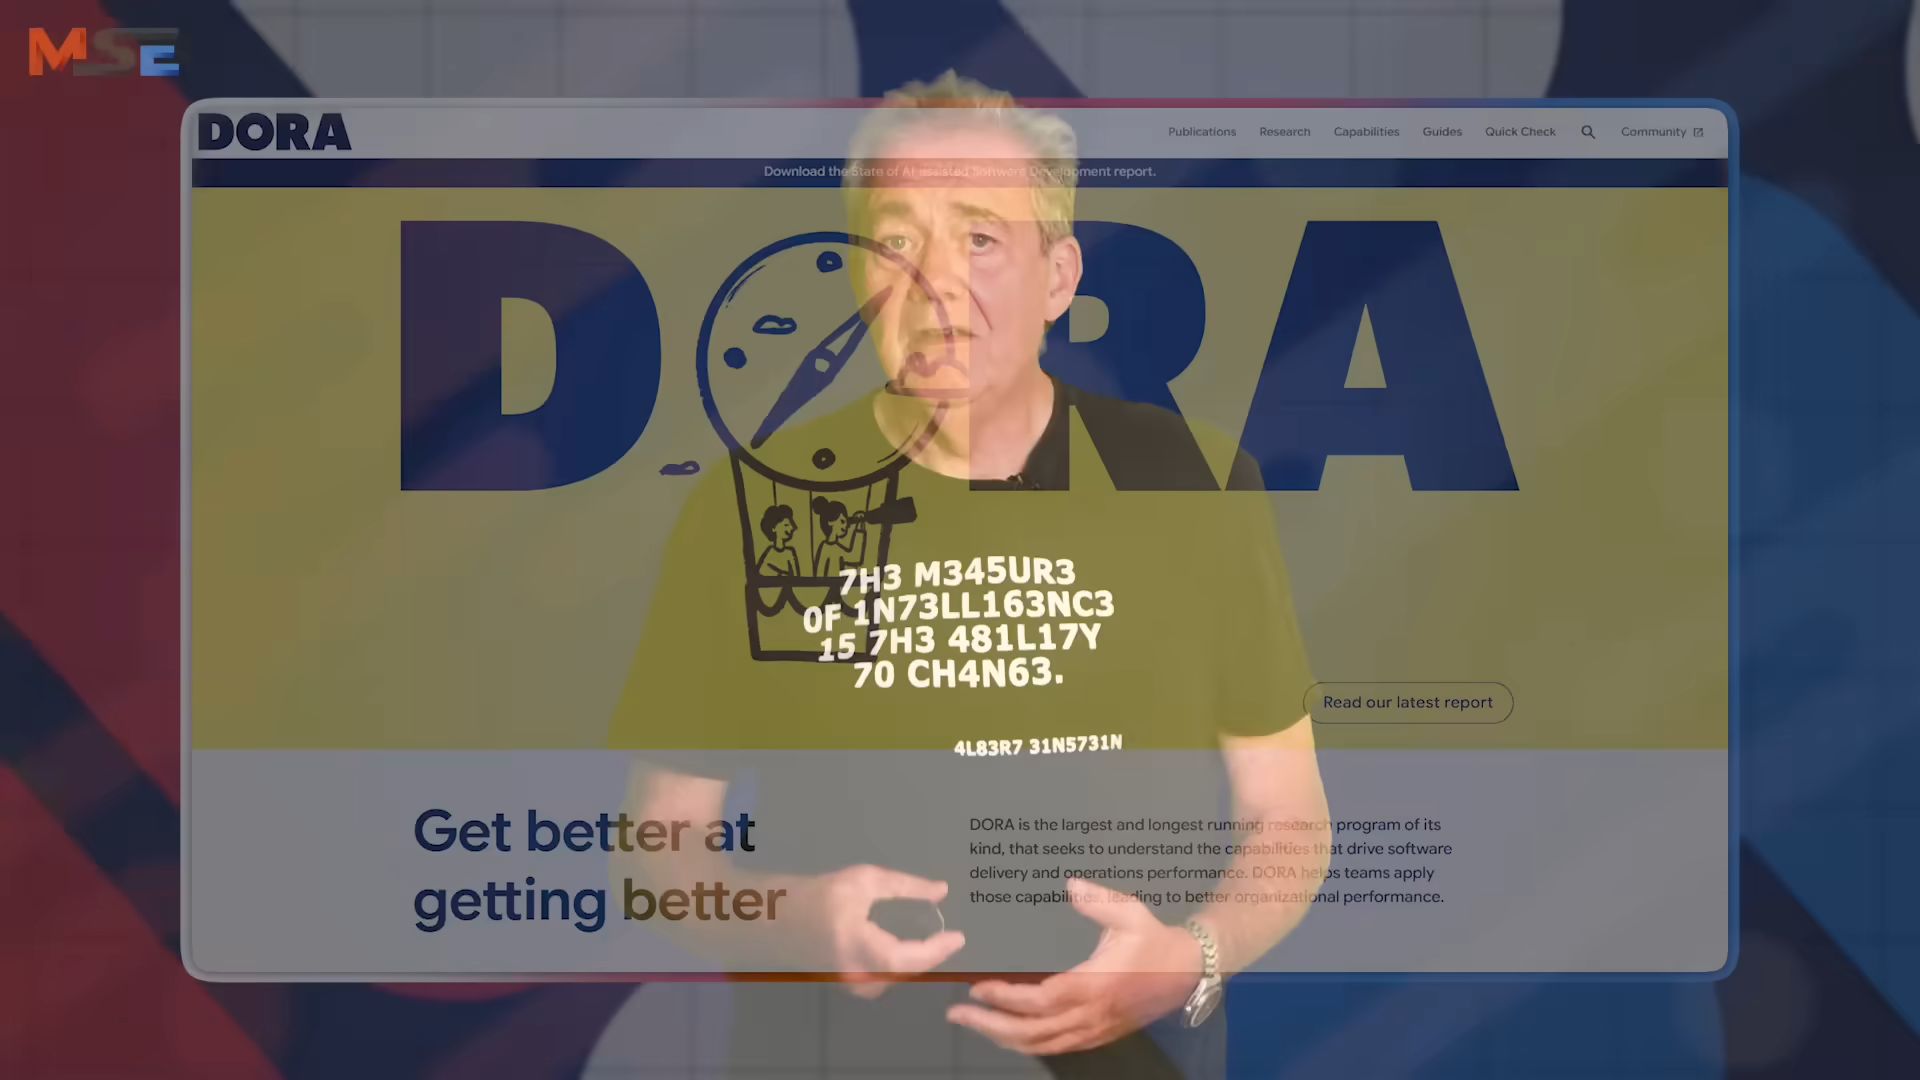 MSE
DORA
Publications Research Capabilities Guides Quick Check Community
Download the State of AI-assisted Software Development report.
DORA
7H3 M345UR3
0F 1N73LL163NC3
15 7H3 481L17Y
70 CH4N63.
Read our latest report
4L83R7 31N5731N
Get better at
getting better
DORA is the largest and longest running research program of its
kind, that seeks to understand the capabilities that drive software
delivery and operations performance. DORA helps teams apply
those capabilities, leading to better organizational performance.